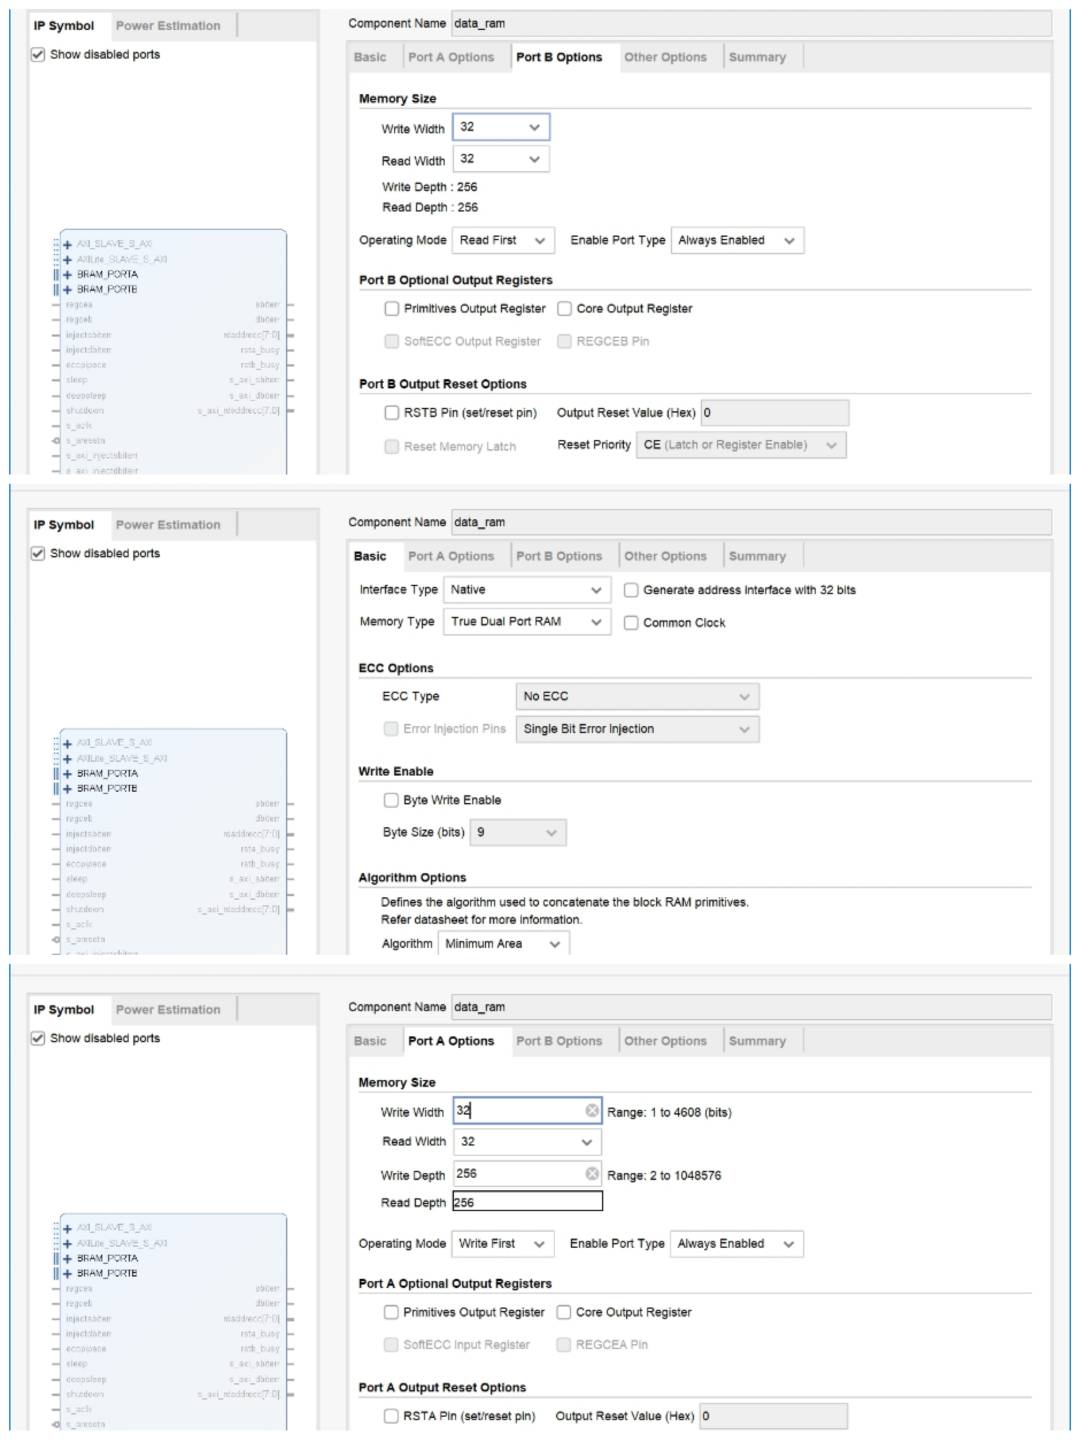 IP Symbol Power Estimation
Show disabled ports
AXI_SLAVE_S_AXI
AXILite_SLAVE_S_AXI
BRAM_PORTA
BRAM_PORTB
regcea sbiterr
regceb dbiterr
injectsbiterr rdaddrecc[7:0]
injectdbiterr rsta_busy
eccpipece rstb_busy
sleep s_axi_sbiterr
deepsleep s_axi_dbiterr
shutdown s_axi_rdaddrecc[7:0]
s_aclk
s_aresetn
s_axi_injectsbiterr
s_axi_injectdbiterr
Component Name data_ram
Basic Port A Options Port B Options Other Options Summary
Memory Size
Write Width 32
Read Width 32
Write Depth : 256
Read Depth : 256
Operating Mode Read First Enable Port Type Always Enabled
Port B Optional Output Registers
Primitives Output Register Core Output Register
SoftECC Output Register REGCEB Pin
Port B Output Reset Options
RSTB Pin (set/reset pin) Output Reset Value (Hex) 0
Reset Memory Latch Reset Priority CE (Latch or Register Enable)
IP Symbol Power Estimation
Show disabled ports
AXI_SLAVE_S_AXI
AXILite_SLAVE_S_AXI
BRAM_PORTA
BRAM_PORTB
regcea sbiterr
regceb dbiterr
injectsbiterr rdaddrecc[7:0]
injectdbiterr rsta_busy
eccpipece rstb_busy
sleep s_axi_sbiterr
deepsleep s_axi_dbiterr
shutdown s_axi_rdaddrecc[7:0]
s_aclk
s_aresetn
s_axi_injectsbiterr
Component Name data_ram
Basic Port A Options Port B Options Other Options Summary
Interface Type Native Generate address interface with 32 bits
Memory Type True Dual Port RAM Common Clock
ECC Options
ECC Type No ECC
Error Injection Pins Single Bit Error Injection
Write Enable
Byte Write Enable
Byte Size (bits) 9
Algorithm Options
Defines the algorithm used to concatenate the block RAM primitives.
Refer datasheet for more information.
Algorithm Minimum Area
IP Symbol Power Estimation
Show disabled ports
AXI_SLAVE_S_AXI
AXILite_SLAVE_S_AXI
BRAM_PORTA
BRAM_PORTB
regcea sbiterr
regceb dbiterr
injectsbiterr rdaddrecc[7:0]
injectdbiterr rsta_busy
eccpipece rstb_busy
sleep s_axi_sbiterr
deepsleep s_axi_dbiterr
shutdown s_axi_rdaddrecc[7:0]
s_aclk
s_aresetn
Component Name data_ram
Basic Port A Options Port B Options Other Options Summary
Memory Size
Write Width 32 Range: 1 to 4608 (bits)
Read Width 32
Write Depth 256 Range: 2 to 1048576
Read Depth 256
Operating Mode Write First Enable Port Type Always Enabled
Port A Optional Output Registers
Primitives Output Register Core Output Register
SoftECC Input Register REGCEA Pin
Port A Output Reset Options
RSTA Pin (set/reset pin) Output Reset Value (Hex) 0